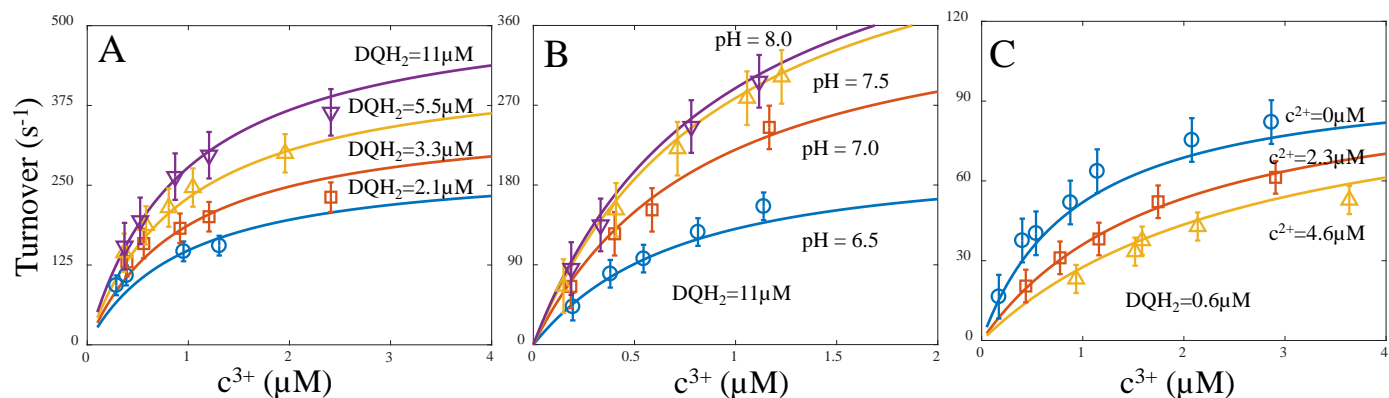 A
B
C
Turnover (s⁻¹)
500
375
250
125
0
0
1
2
3
4
c³⁺ (µM)
DQH₂=11µM
DQH₂=5.5µM
DQH₂=3.3µM
DQH₂=2.1µM
360
270
180
90
0
0
0.5
1
1.5
2
c³⁺ (µM)
pH = 8.0
pH = 7.5
pH = 7.0
pH = 6.5
DQH₂=11µM
120
90
60
30
0
0
1
2
3
4
c³⁺ (µM)
c²⁺=0µM
c²⁺=2.3µM
c²⁺=4.6µM
DQH₂=0.6µM